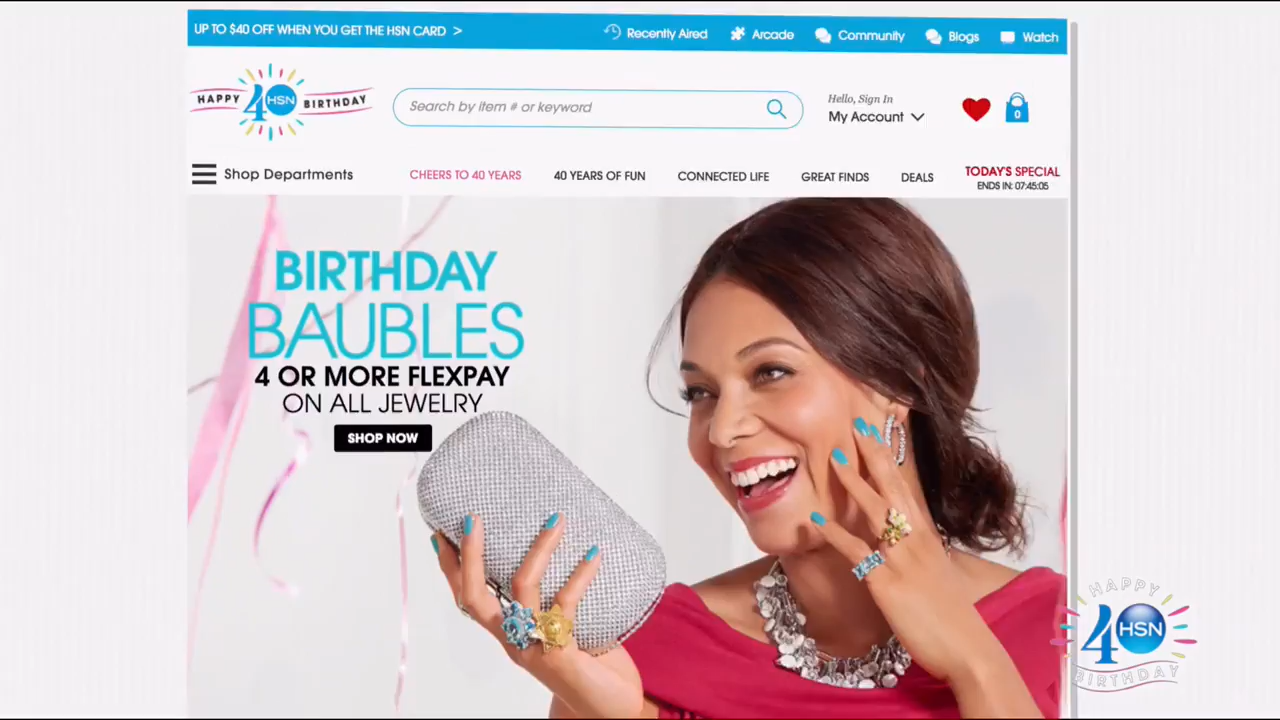 UP TO $40 OFF WHEN YOU GET THE HSN CARD >
Recently Aired
Arcade
Community
Blogs
Watch
HAPPY 40 HSN BIRTHDAY
Search by item # or keyword
Hello, Sign In
My Account
0
Shop Departments
CHEERS TO 40 YEARS
40 YEARS OF FUN
CONNECTED LIFE
GREAT FINDS
DEALS
TODAY'S SPECIAL
ENDS IN: 07:45:05
BIRTHDAY
BAUBLES
4 OR MORE FLEXPAY
ON ALL JEWELRY
SHOP NOW
HAPPY
40 HSN
BIRTHDAY